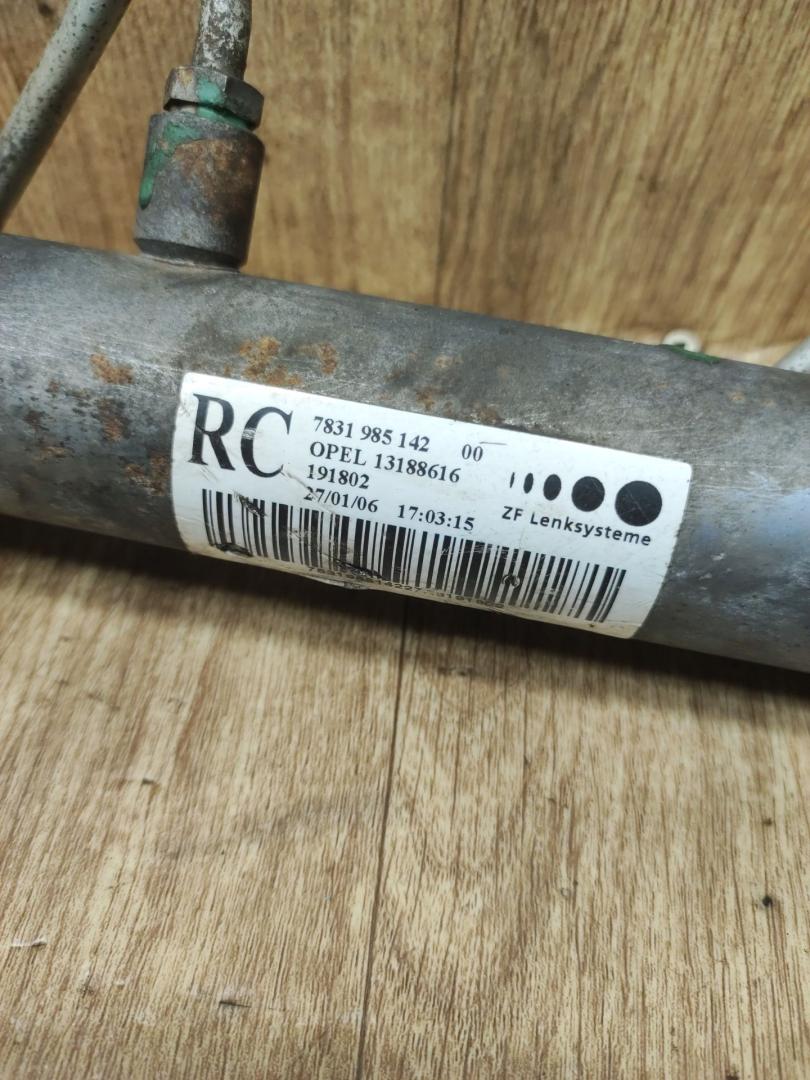 RC
7831 985 142 00
OPEL 13188616
191802
27/01/06 17:03:15
ZF Lenksysteme